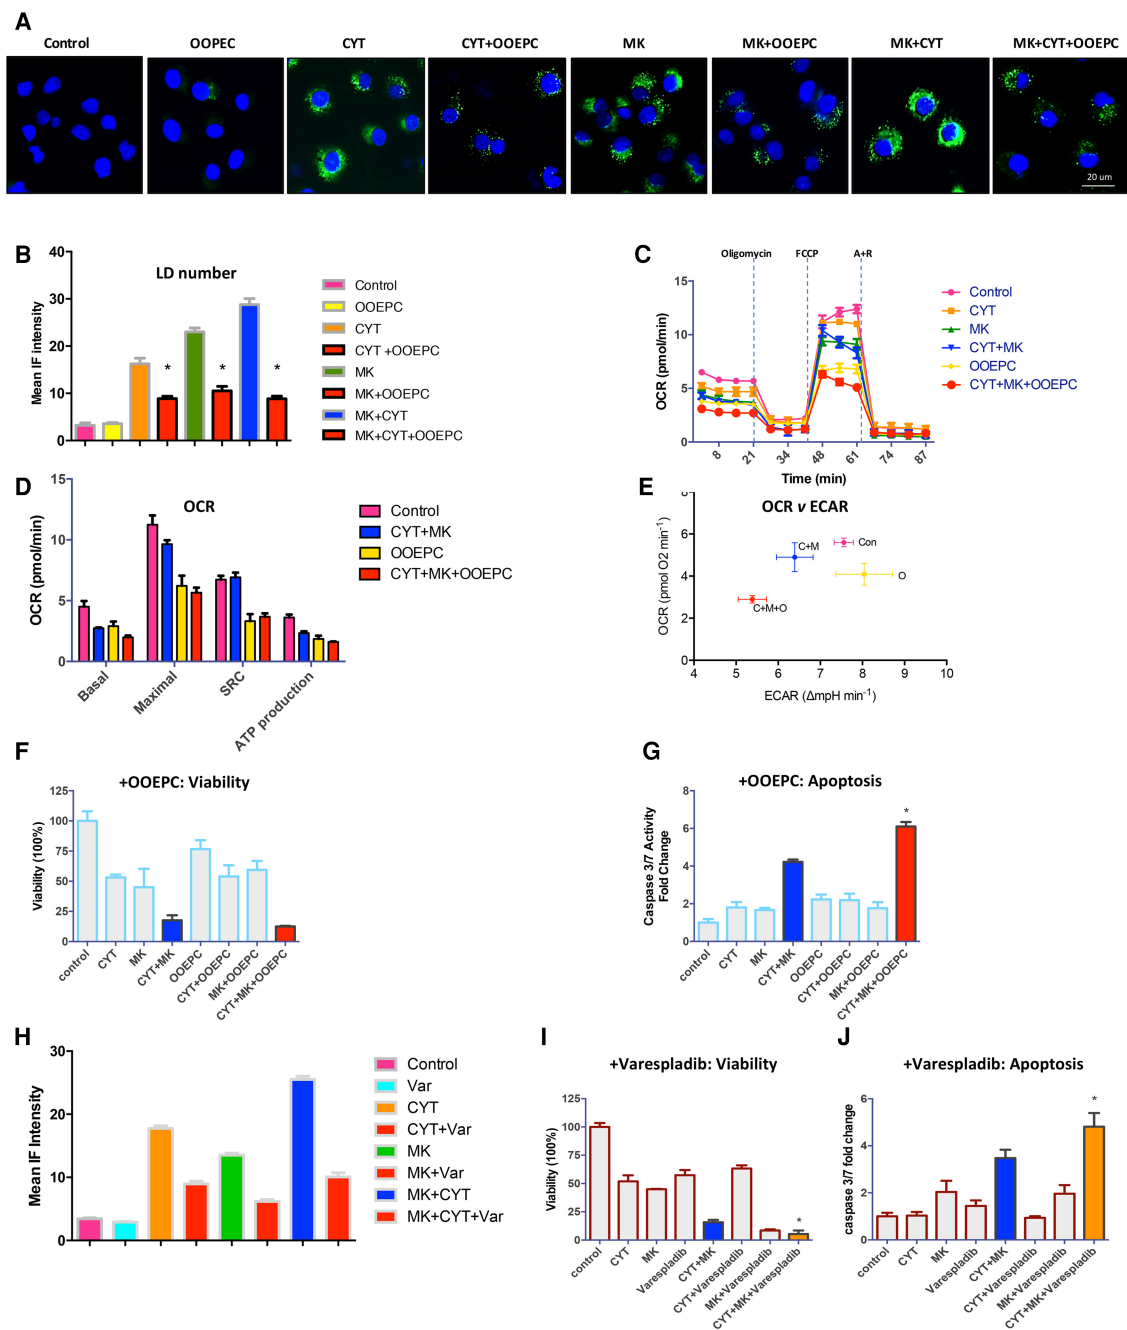 A
Control
OOPEC
CYT
CYT+OOEPC
MK
MK+OOEPC
MK+CYT
MK+CYT+OOEPC
20 um
B
LD number
Mean IF intensity
40
30
20
10
0
*
*
*
Control
OOEPC
CYT
CYT +OOEPC
MK
MK+OOEPC
MK+CYT
MK+CYT+OOEPC
C
Oligomycin
FCCP
A+R
OCR (pmol/min)
15
10
5
0
8
21
34
48
61
74
87
Time (min)
Control
CYT
MK
CYT+MK
OOEPC
CYT+MK+OOEPC
D
OCR
OCR (pmol/min)
15
10
5
0
Basal
Maximal
SRC
ATP production
Control
CYT+MK
OOEPC
CYT+MK+OOEPC
E
OCR v ECAR
OCR (pmol O2 min⁻¹)
8
6
4
2
0
C+M
Con
O
C+M+O
4
5
6
7
8
9
10
ECAR (ΔmpH min⁻¹)
F
+OOEPC: Viability
Viability (100%)
125
100
75
50
25
0
control
CYT
MK
CYT+MK
OOEPC
CYT+OOEPC
MK+OOEPC
CYT+MK+OOEPC
G
+OOEPC: Apoptosis
Caspase 3/7 Activity
Fold Change
8
6
4
2
0
*
control
CYT
MK
CYT+MK
OOEPC
CYT+OOEPC
MK+OOEPC
CYT+MK+OOEPC
H
Mean IF Intensity
30
20
10
0
Control
Var
CYT
CYT+Var
MK
MK+Var
MK+CYT
MK+CYT+Var
I
+Varespladib: Viability
Viability (100%)
125
100
75
50
25
0
*
control
CYT
MK
Varespladib
CYT+MK
CYT+Varespladib
MK+Varespladib
CYT+MK+Varespladib
J
+Varespladib: Apoptosis
caspase 3/7 fold change
6
4
2
0
*
control
CYT
MK
Varespladib
CYT+MK
CYT+Varespladib
MK+Varespladib
CYT+MK+Varespladib